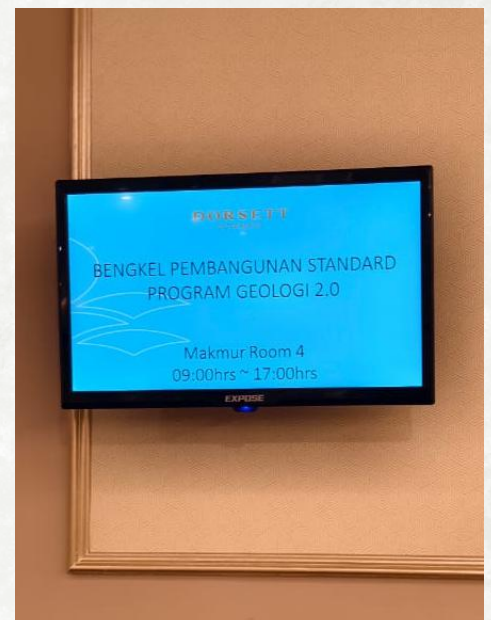 DORSETT
BENGKEL PEMBANGUNAN STANDARD
PROGRAM GEOLOGI 2.0
Makmur Room 4
09:00hrs ~ 17:00hrs
EXPOSE